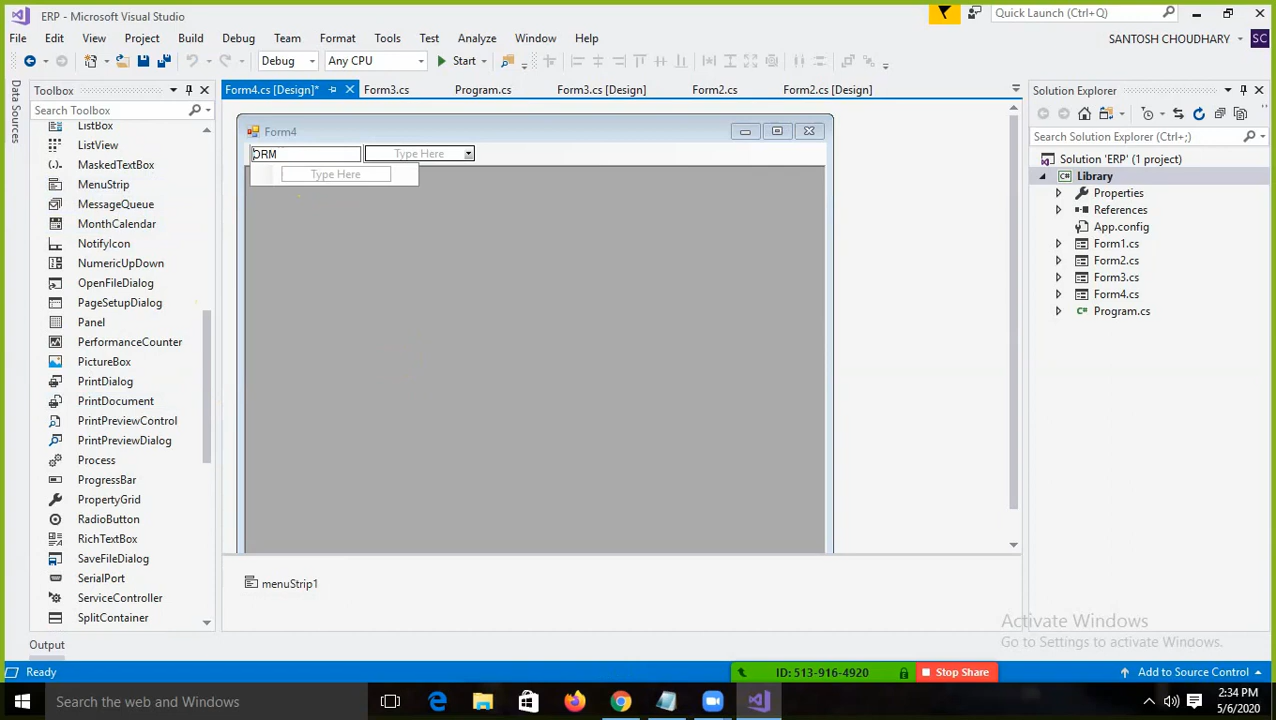 ERP - Microsoft Visual Studio
Quick Launch (Ctrl+Q)
File Edit View Project Build Debug Team Format Tools Test Analyze Window Help
SANTOSH CHOUDHARY SC
Debug Any CPU Start
Data Sources
Toolbox
Search Toolbox
ListBox
ListView
MaskedTextBox
MenuStrip
MessageQueue
MonthCalendar
NotifyIcon
NumericUpDown
OpenFileDialog
PageSetupDialog
Panel
PerformanceCounter
PictureBox
PrintDialog
PrintDocument
PrintPreviewControl
PrintPreviewDialog
Process
ProgressBar
PropertyGrid
RadioButton
RichTextBox
SaveFileDialog
SerialPort
ServiceController
SplitContainer
Form4.cs [Design]* Form3.cs Program.cs Form3.cs [Design] Form2.cs Form2.cs [Design]
Form4
ORM Type Here
Type Here
menuStrip1
Solution Explorer
Search Solution Explorer (Ctrl+;)
Solution 'ERP' (1 project)
Library
Properties
References
App.config
Form1.cs
Form2.cs
Form3.cs
Form4.cs
Program.cs
Activate Windows
Go to Settings to activate Windows.
Output
Ready
ID: 513-916-4920 Stop Share
Add to Source Control
Search the web and Windows
2:34 PM
5/6/2020